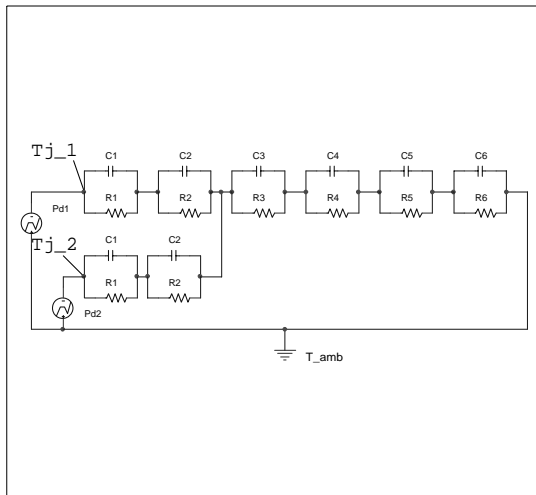 Tj_1
C1 C2 C3 C4 C5 C6
R1 R2 R3 R4 R5 R6
Pd1
Tj_2
C1 C2
R1 R2
Pd2
T_amb